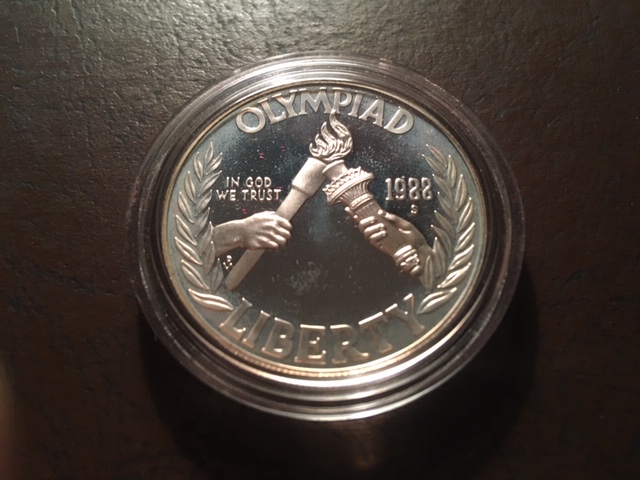 OLYMPIAD
IN GOD
WE TRUST
1988
S
LIBERTY